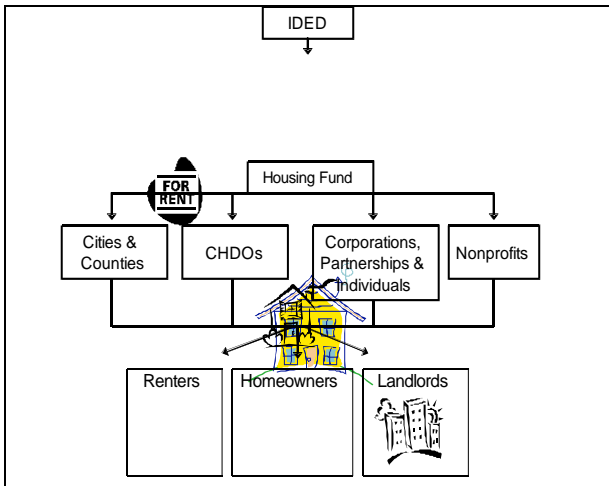 IDED
FOR
RENT
Housing Fund
Cities &
Counties
CHDOs
Corporations,
Partnerships &
Individuals
Nonprofits
Renters
Homeowners
Landlords